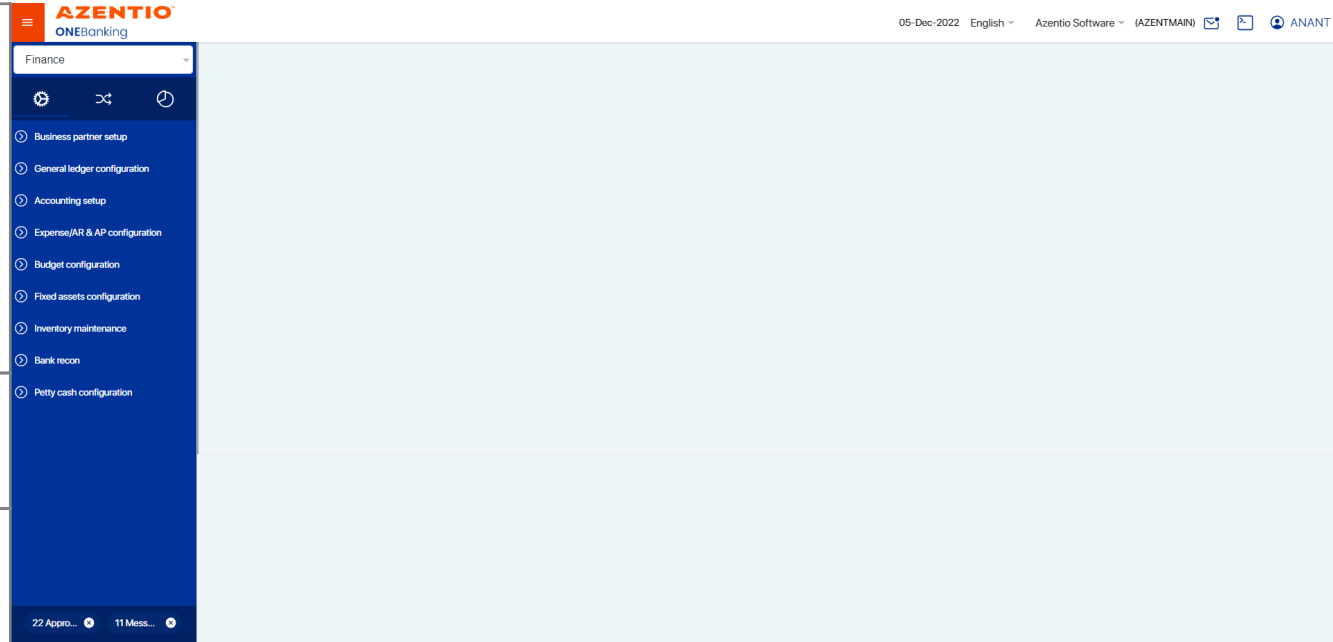 AZENTIO
ONEBanking
05-Dec-2022 English Azentio Software (AZENTMAIN) ANANT
Finance
Business partner setup
General ledger configuration
Accounting setup
Expense/AR & AP configuration
Budget configuration
Fixed assets configuration
Inventory maintenance
Bank recon
Petty cash configuration
22 Appro... 11 Mess...